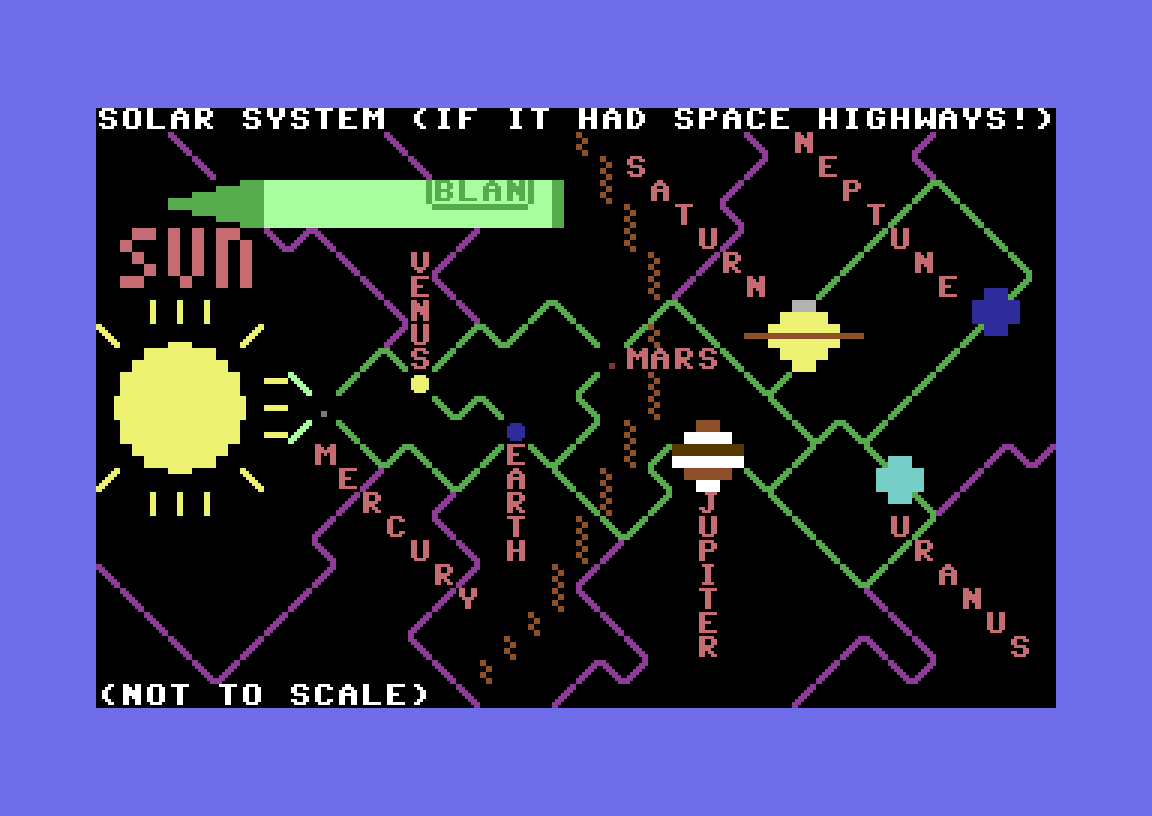 SOLAR SYSTEM (IF IT HAD SPACE HIGHWAYS!)
NEPTUNE
SATURN
BLAN
SUN
VENUS
MARS
MERCURY
EARTH
JUPITER
URANUS
(NOT TO SCALE)